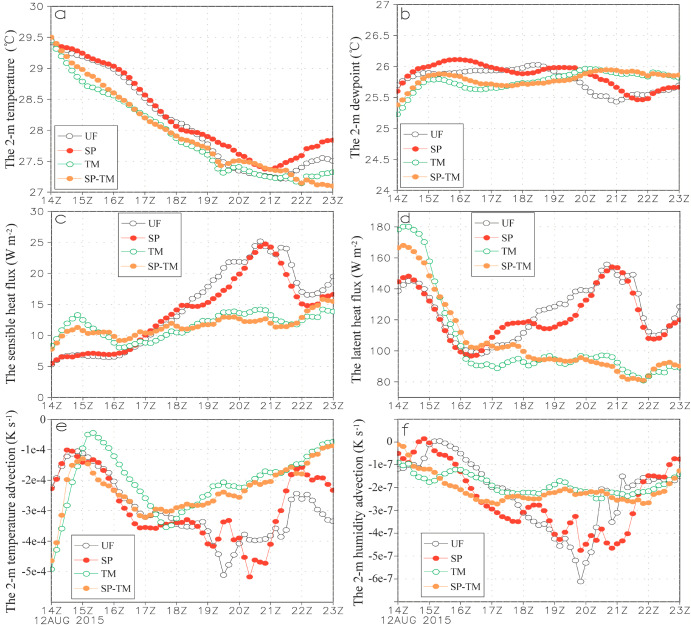 a
The 2-m temperature (℃)
30
29.5
29
28.5
28
27.5
27
UF
SP
TM
SP-TM
14Z 15Z 16Z 17Z 18Z 19Z 20Z 21Z 22Z 23Z
b
The 2-m dewpoint (℃)
27
26.5
26
25.5
25
24.5
24
UF
SP
TM
SP-TM
14Z 15Z 16Z 17Z 18Z 19Z 20Z 21Z 22Z 23Z
c
The sensible heat flux (W m-2)
30
25
20
15
10
5
0
UF
SP
TM
SP-TM
14Z 15Z 16Z 17Z 18Z 19Z 20Z 21Z 22Z 23Z
d
The latent heat flux (W m-2)
180
160
140
120
100
80
UF
SP
TM
SP-TM
14Z 15Z 16Z 17Z 18Z 19Z 20Z 21Z 22Z 23Z
e
The 2-m temperature advection (K s-1)
-1e-4
-2e-4
-3e-4
-4e-4
-5e-4
UF
SP
TM
SP-TM
14Z 15Z 16Z 17Z 18Z 19Z 20Z 21Z 22Z 23Z
12AUG 2015
f
The 2-m humidity advection (K s-1)
0
-1e-7
-2e-7
-3e-7
-4e-7
-5e-7
-6e-7
UF
SP
TM
SP-TM
14Z 15Z 16Z 17Z 18Z 19Z 20Z 21Z 22Z 23Z
12AUG 2015